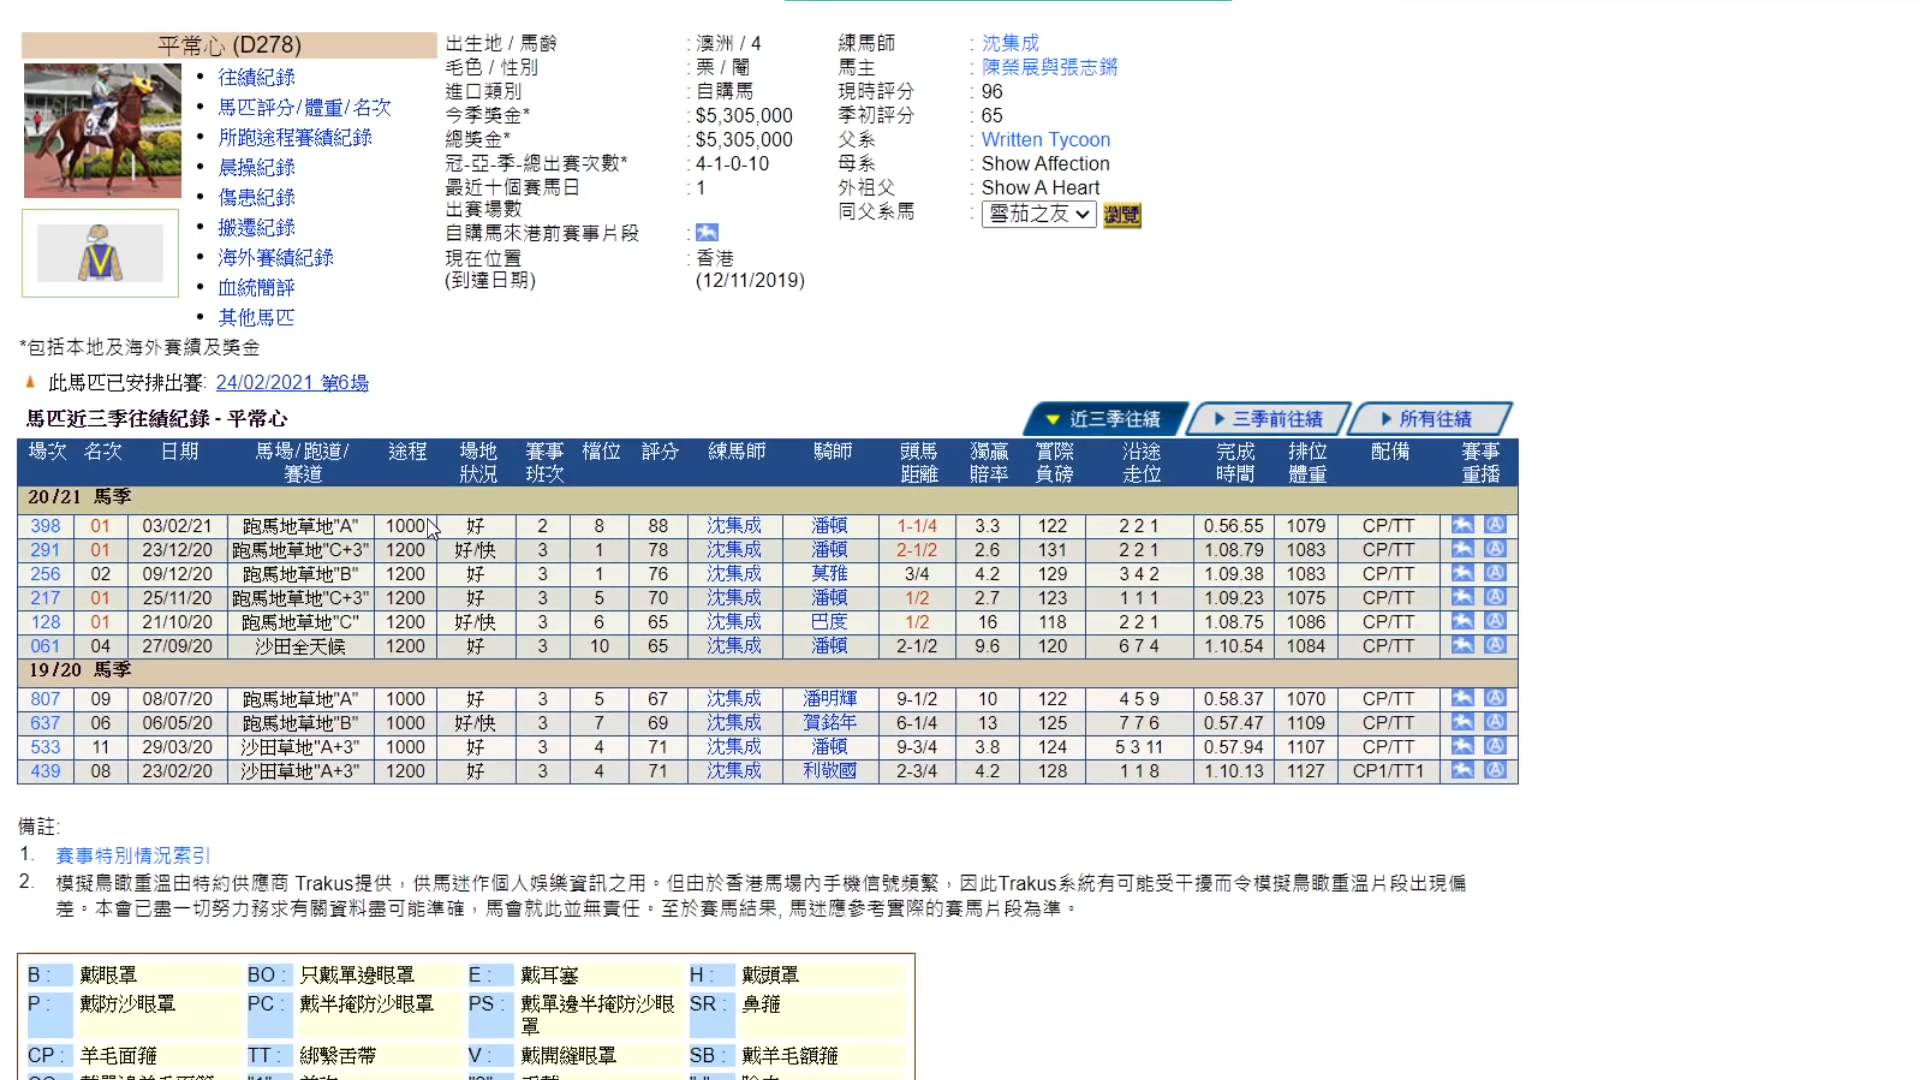 平常心 (D278)
往績紀錄
馬匹評分/體重/名次
所跑途程賽績紀錄
晨操紀錄
傷患紀錄
搬遷紀錄
海外賽績紀錄
血統簡評
其他馬匹
出生地 / 馬齡 : 澳洲 / 4
毛色 / 性別 : 栗 / 閹
進口類別 : 自購馬
今季獎金* : $5,305,000
總獎金* : $5,305,000
冠-亞-季-總出賽次數* : 4-1-0-10
最近十個賽馬日 : 1
出賽場數
自購馬來港前賽事片段 :
現在位置 : 香港
(到達日期) (12/11/2019)
練馬師 : 沈集成
馬主 : 陳榮展與張志鏘
現時評分 : 96
季初評分 : 65
父系 : Written Tycoon
母系 : Show Affection
外祖父 : Show A Heart
同父系馬 : 雪茄之友 瀏覽
*包括本地及海外賽績及獎金
此馬匹已安排出賽: 24/02/2021 第6場
馬匹近三季往績紀錄 - 平常心
近三季往績 三季前往績 所有往績
場次 名次 日期 馬場/跑道/賽道 途程 場地狀況 賽事班次 檔位 評分 練馬師 騎師 頭馬距離 獨贏賠率 實際負磅 沿途走位 完成時間 排位體重 配備 賽事重播
20/21 馬季
398 01 03/02/21 跑馬地草地"A" 1000 好 2 8 88 沈集成 潘頓 1-1/4 3.3 122 2 2 1 0.56.55 1079 CP/TT
291 01 23/12/20 跑馬地草地"C+3" 1200 好/快 3 1 78 沈集成 潘頓 2-1/2 2.6 131 2 2 1 1.08.79 1083 CP/TT
256 02 09/12/20 跑馬地草地"B" 1200 好 3 1 76 沈集成 莫雅 3/4 4.2 129 3 4 2 1.09.38 1083 CP/TT
217 01 25/11/20 跑馬地草地"C+3" 1200 好 3 5 70 沈集成 潘頓 1/2 2.7 123 1 1 1 1.09.23 1075 CP/TT
128 01 21/10/20 跑馬地草地"C" 1200 好/快 3 6 65 沈集成 巴度 1/2 16 118 2 2 1 1.08.75 1086 CP/TT
061 04 27/09/20 沙田全天候 1200 好 3 10 65 沈集成 潘頓 2-1/2 9.6 120 6 7 4 1.10.54 1084 CP/TT
19/20 馬季
807 09 08/07/20 跑馬地草地"A" 1000 好 3 5 67 沈集成 潘明輝 9-1/2 10 122 4 5 9 0.58.37 1070 CP/TT
637 06 06/05/20 跑馬地草地"B" 1000 好/快 3 7 69 沈集成 賀銘年 6-1/4 13 125 7 7 6 0.57.47 1109 CP/TT
533 11 29/03/20 沙田草地"A+3" 1000 好 3 4 71 沈集成 潘頓 9-3/4 3.8 124 5 3 11 0.57.94 1107 CP/TT
439 08 23/02/20 沙田草地"A+3" 1200 好 3 4 71 沈集成 利敬國 2-3/4 4.2 128 1 1 8 1.10.13 1127 CP1/TT1
備註:
1. 賽事特別情況索引
2. 模擬鳥瞰重溫由特約供應商 Trakus提供，供馬迷作個人娛樂資訊之用。但由於香港馬場內手機信號頻繁，因此Trakus系統有可能受干擾而令模擬鳥瞰重溫片段出現偏
差。本會已盡一切努力務求有關資料盡可能準確，馬會就此並無責任。至於賽馬結果, 馬迷應參考實際的賽馬片段為準。
B : 戴眼罩 BO : 只戴單邊眼罩 E : 戴耳塞 H : 戴頭罩
P : 戴防沙眼罩 PC : 戴半掩防沙眼罩 PS : 戴單邊半掩防沙眼罩 SR : 鼻箍
CP : 羊毛面箍 TT : 綁繫舌帶 V : 戴開縫眼罩 SB : 戴羊毛額箍